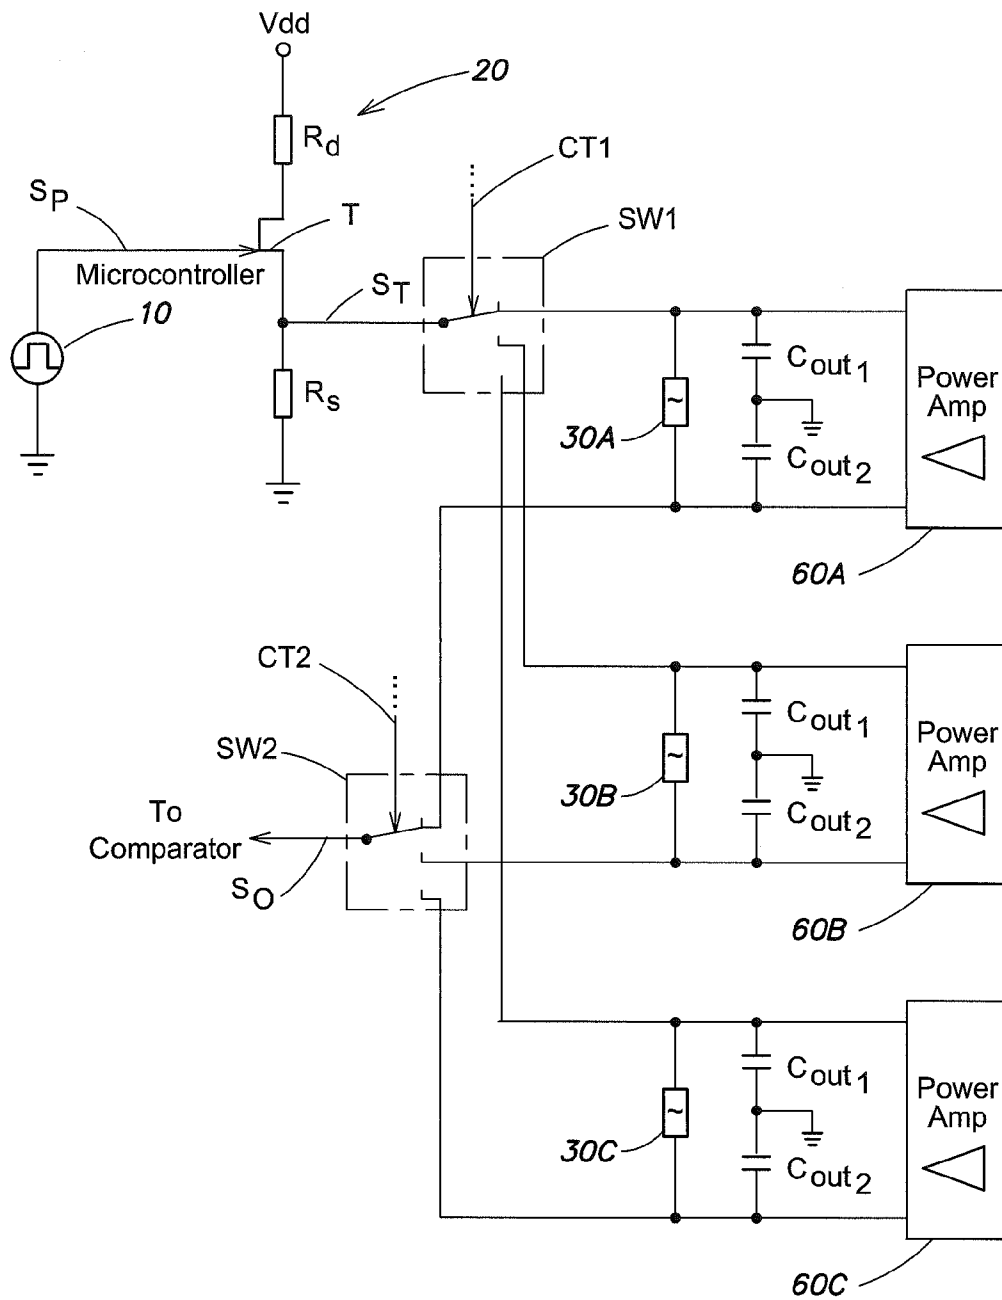 Vdd
20
Rd
CT1
SP
T
SW1
Microcontroller
ST
10
Rs
Cout1
Power
Amp
30A
Cout2
60A
CT2
Cout1
SW2
Power
Amp
30B
To
Comparator
Cout2
SO
60B
Cout1
Power
Amp
30C
Cout2
60C
~
~
~